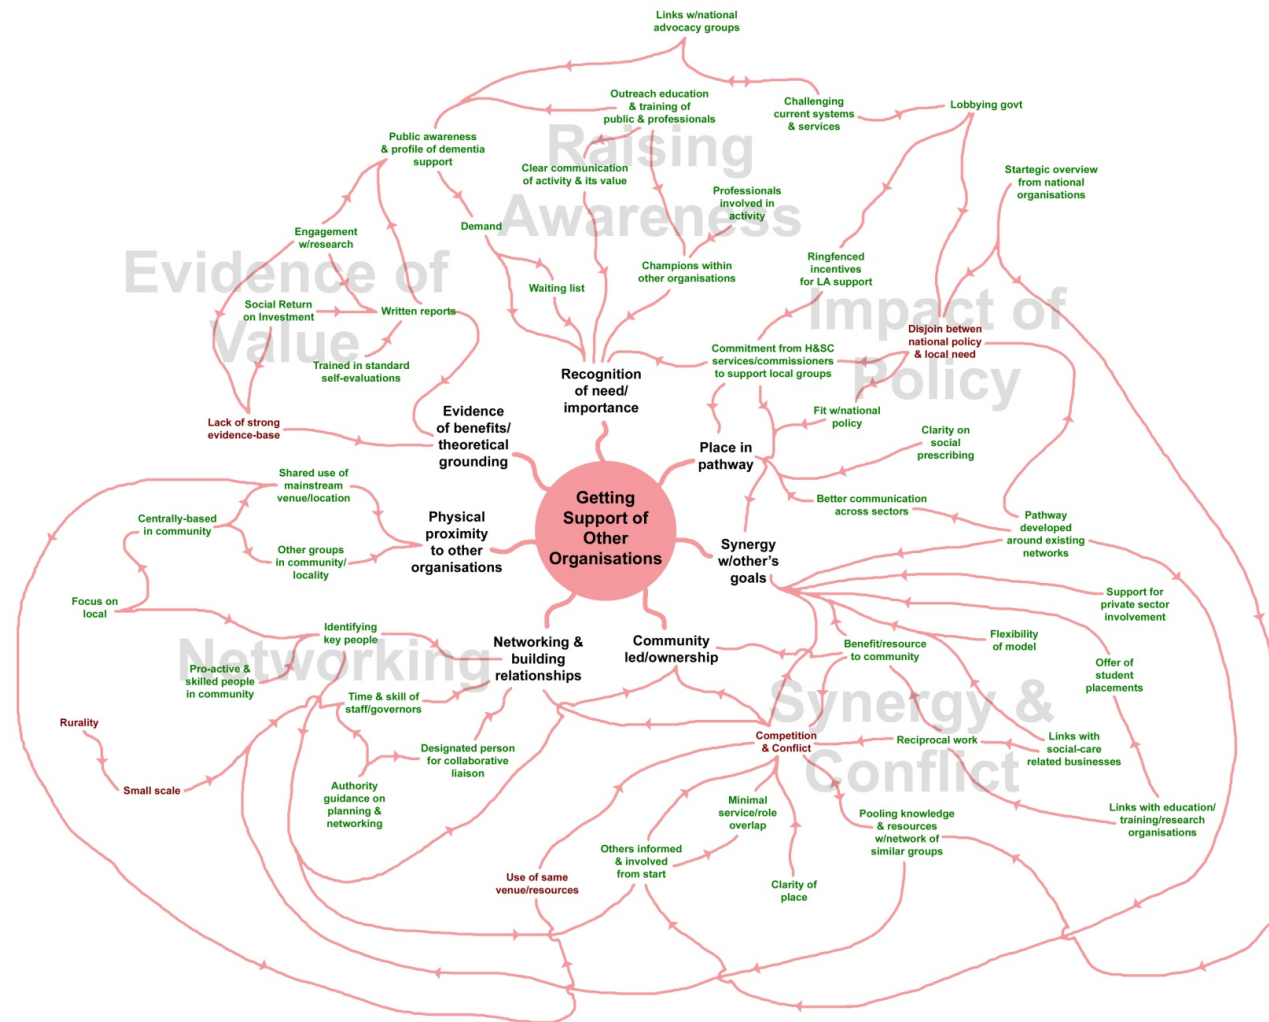 Links w/national
advocacy groups
Outreach education
& training of
public & professionals
Challenging
current systems
& services
Lobbying govt
Public awareness
& profile of dementia
support
Raising
Awareness
Clear communication
of activity & its value
Professionals
involved in
activity
Startegic overview
from national
organisations
Demand
Engagement
w/research
Evidence of
Value
Waiting list
Champions within
other organisations
Ringfenced
incentives
for LA support
Impact of
Policy
Social Return
on Investment
Written reports
Trained in standard
self-evaluations
Disjoin betwen
national policy
& local need
Commitment from H&SC
services/commissioners
to support local groups
Recognition
of need/
importance
Lack of strong
evidence-base
Evidence
of benefits/
theoretical
grounding
Fit w/national
policy
Place in
pathway
Clarity on
social
prescribing
Shared use of
mainstream
venue/location
Centrally-based
in community
Other groups
in community/
locality
Physical
proximity
to other
organisations
Getting
Support of
Other
Organisations
Better communication
across sectors
Pathway
developed
around existing
networks
Synergy
w/other's
goals
Focus on
local
Identifying
key people
Networking
Pro-active &
skilled people
in community
Networking &
building
relationships
Community
led/ownership
Benefit/resource
to community
Flexibility
of model
Support for
private sector
involvement
Offer of
student
placements
Synergy &
Conflict
Time & skill of
staff/governors
Rurality
Small scale
Designated person
for collaborative
liaison
Authority
guidance on
planning &
networking
Competition
& Conflict
Reciprocal work
Links with
social-care
related businesses
Minimal
service/role
overlap
Pooling knowledge
& resources
w/network of
similar groups
Links with education/
training/research
organisations
Others informed
& involved
from start
Use of same
venue/resources
Clarity of
place